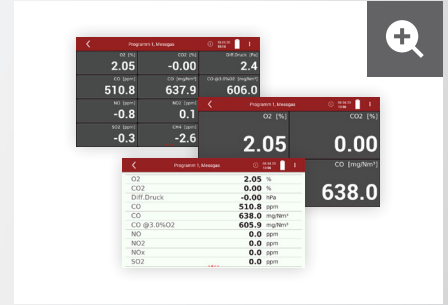 Programm 1, Messgas
O2 [%] CO2 [%] Diff.Druck [hPa]
2.05 -0.00 2.4
CO [ppm] CO [mg/Nm³] CO @3.0%O2 [mg/Nm³]
510.8 637.9 606.0
NO [ppm] NO2 [ppm]
-0.8 0.1
SO2 [ppm] CH4 [ppm]
-0.3 -2.6
Programm 1, Messgas
O2 [%] CO2 [%]
2.05 0.00
CO [mg/Nm³]
638.0
Programm 1, Messgas
O2 2.05 %
CO2 0.00 %
Diff.Druck -0.00 hPa
CO 510.8 ppm
CO 638.0 mg/Nm³
CO @3.0%O2 605.9 mg/Nm³
NO 0.0 ppm
NO2 0.0 ppm
NOx 0.0 ppm
SO2 0.0 ppm